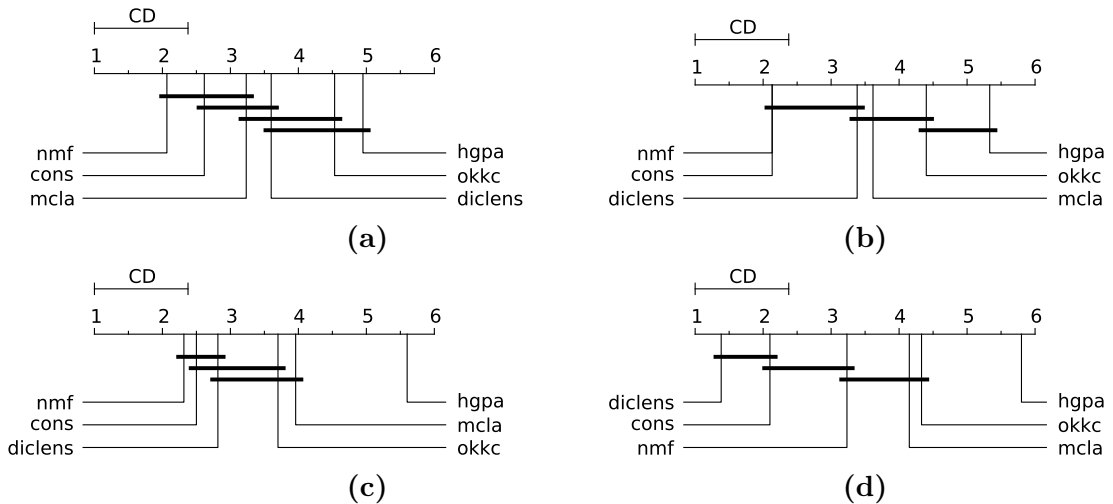 CD
1 2 3 4 5 6
nmf hgpa
cons okkc
mcla diclens
(a)
CD
1 2 3 4 5 6
nmf hgpa
cons okkc
diclens mcla
(b)
CD
1 2 3 4 5 6
nmf hgpa
cons mcla
diclens okkc
(c)
CD
1 2 3 4 5 6
diclens hgpa
cons okkc
nmf mcla
(d)